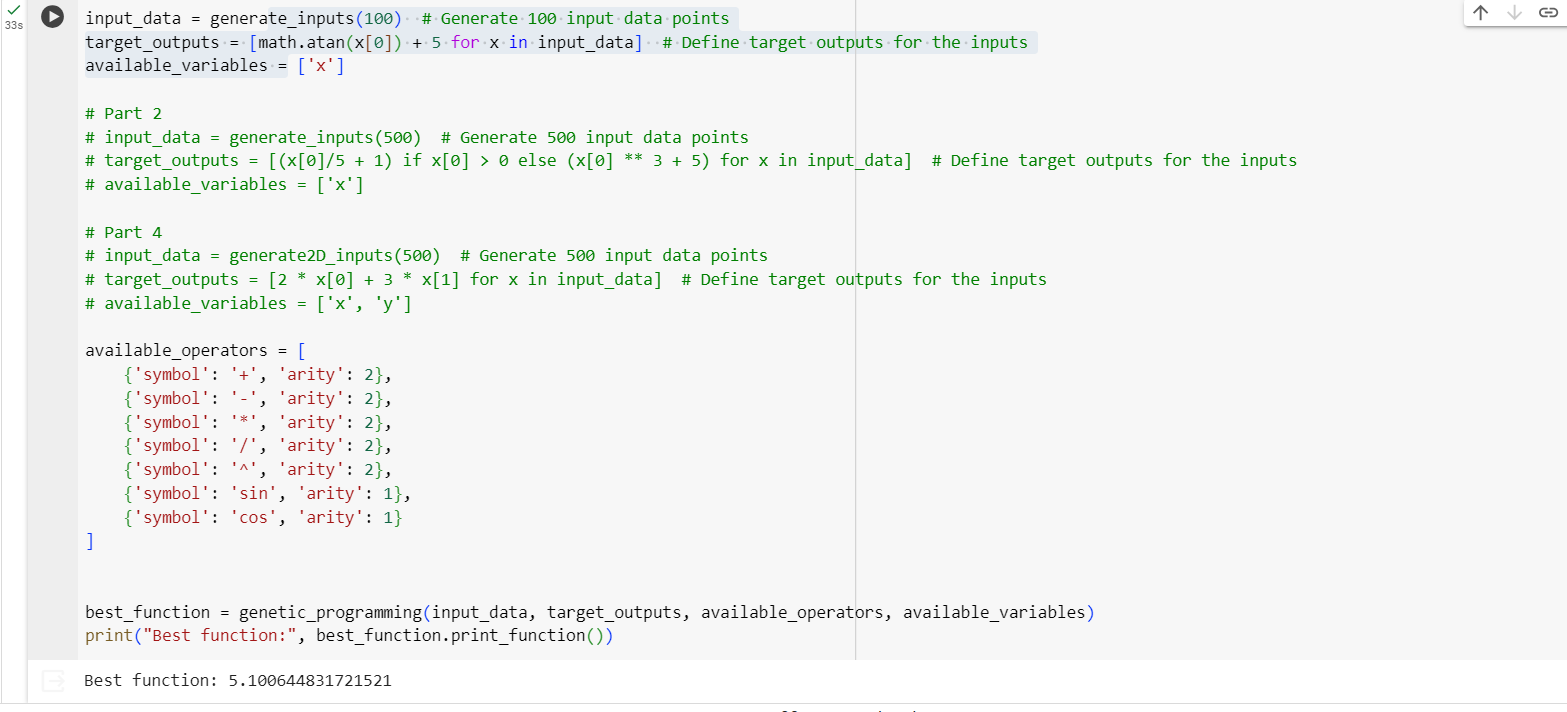 33s
input_data = generate_inputs(100)  # Generate 100 input data points
target_outputs = [math.atan(x[0]) + 5 for x in input_data]  # Define target outputs for the inputs
available_variables = ['x']
# Part 2
# input_data = generate_inputs(500)  # Generate 500 input data points
# target_outputs = [(x[0]/5 + 1) if x[0] > 0 else (x[0] ** 3 + 5) for x in input_data]  # Define target outputs for the inputs
# available_variables = ['x']
# Part 4
# input_data = generate2D_inputs(500)  # Generate 500 input data points
# target_outputs = [2 * x[0] + 3 * x[1] for x in input_data]  # Define target outputs for the inputs
# available_variables = ['x', 'y']
available_operators = [
    {'symbol': '+', 'arity': 2},
    {'symbol': '-', 'arity': 2},
    {'symbol': '*', 'arity': 2},
    {'symbol': '/', 'arity': 2},
    {'symbol': '^', 'arity': 2},
    {'symbol': 'sin', 'arity': 1},
    {'symbol': 'cos', 'arity': 1}
]
best_function = genetic_programming(input_data, target_outputs, available_operators, available_variables)
print("Best function:", best_function.print_function())
Best function: 5.100644831721521